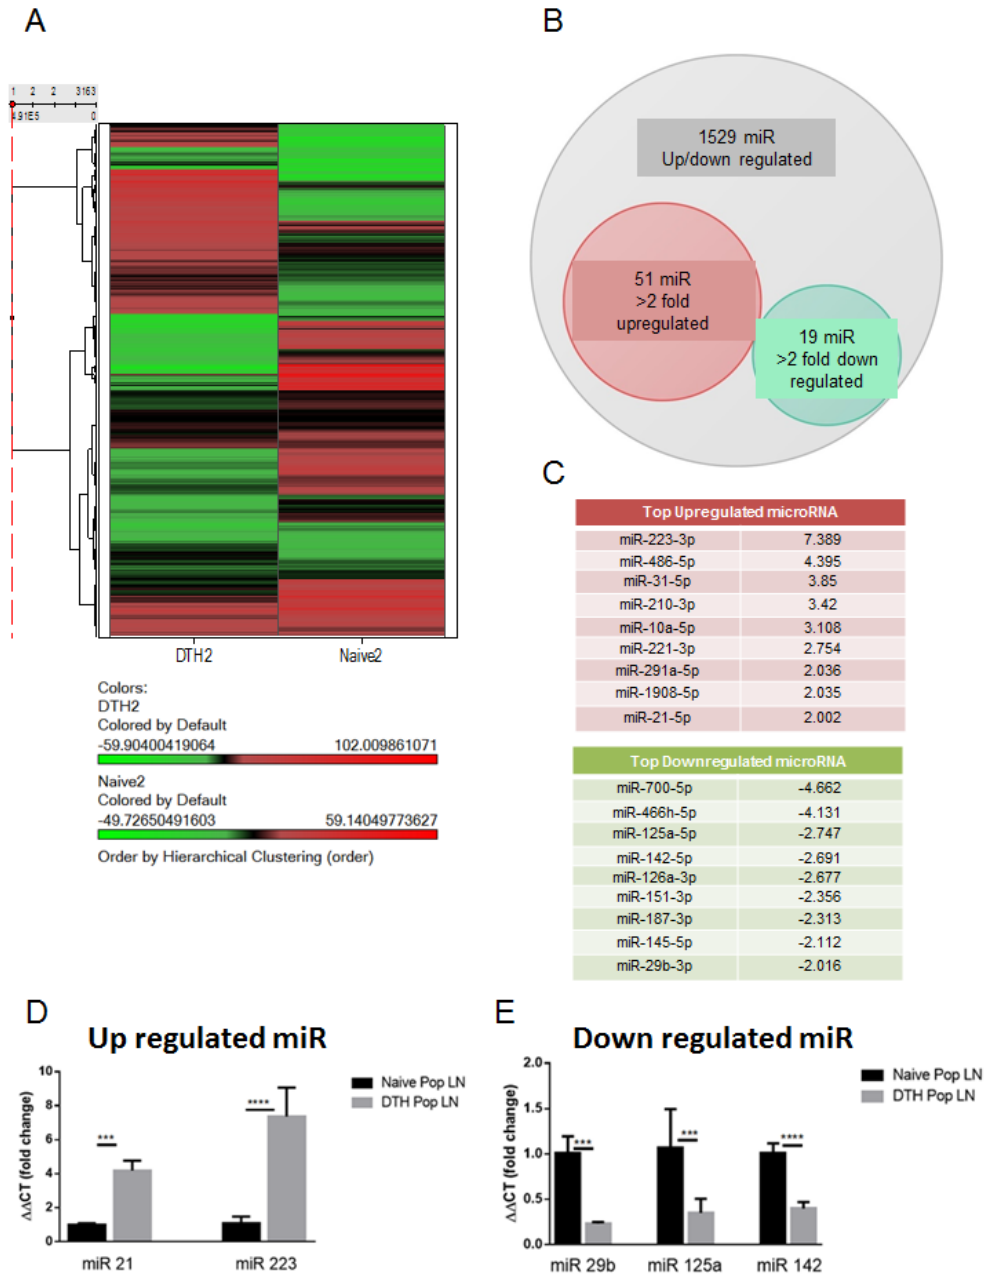 A
1 2 2 3163
4.91E5 0
DTH2 Naive2
Colors:
DTH2
Colored by Default
-59.90400419064 102.009861071
Naive2
Colored by Default
-49.72650491603 59.14049773627
Order by Hierarchical Clustering (order)
B
1529 miR
Up/down regulated
51 miR
>2 fold
upregulated
19 miR
>2 fold down
regulated
C
Top Upregulated microRNA
miR-223-3p 7.389
miR-486-5p 4.395
miR-31-5p 3.85
miR-210-3p 3.42
miR-10a-5p 3.108
miR-221-3p 2.754
miR-291a-5p 2.036
miR-1908-5p 2.035
miR-21-5p 2.002
Top Downregulated microRNA
miR-700-5p -4.662
miR-466h-5p -4.131
miR-125a-5p -2.747
miR-142-5p -2.691
miR-126a-3p -2.677
miR-151-3p -2.356
miR-187-3p -2.313
miR-145-5p -2.112
miR-29b-3p -2.016
D
Up regulated miR
ΔΔCT (fold change)
10
8
6
4
2
0
***
****
miR 21 miR 223
Naive Pop LN
DTH Pop LN
E
Down regulated miR
ΔΔCT (fold change)
2.0
1.5
1.0
0.5
0.0
***
***
****
miR 29b miR 125a miR 142
Naive Pop LN
DTH Pop LN